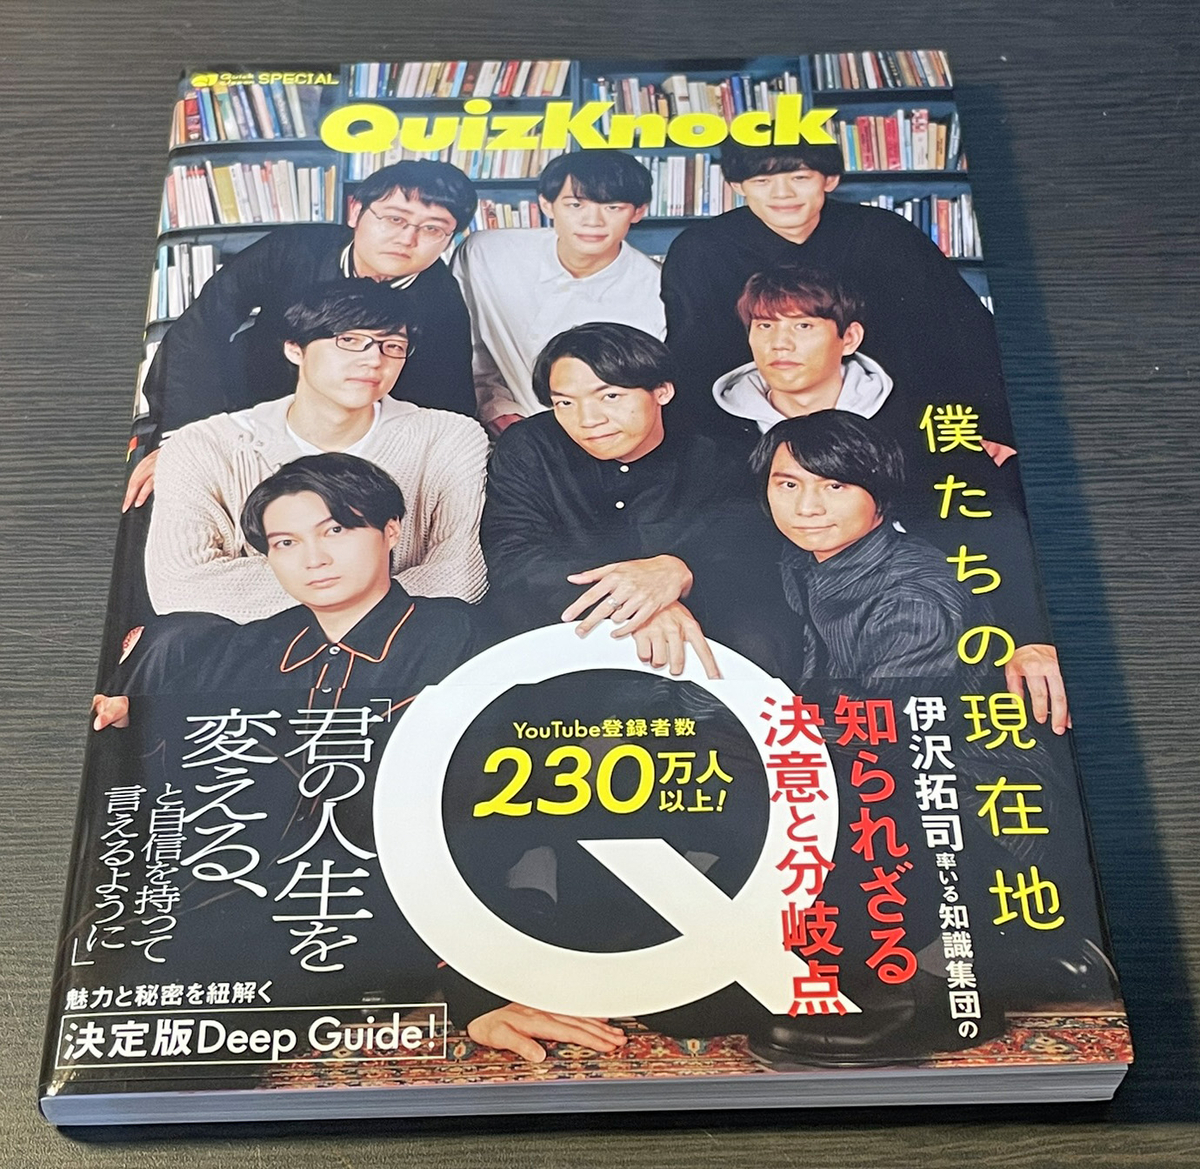 Quick Japan SPECIAL
QuizKnock
僕たちの現在地
伊沢拓司率いる知識集団の
知られざる
決意と分岐点
YouTube登録者数
230万人
以上!
「君の人生を
変える、
と自信を持って
言えるように」
魅力と秘密を紐解く
決定版Deep Guide!